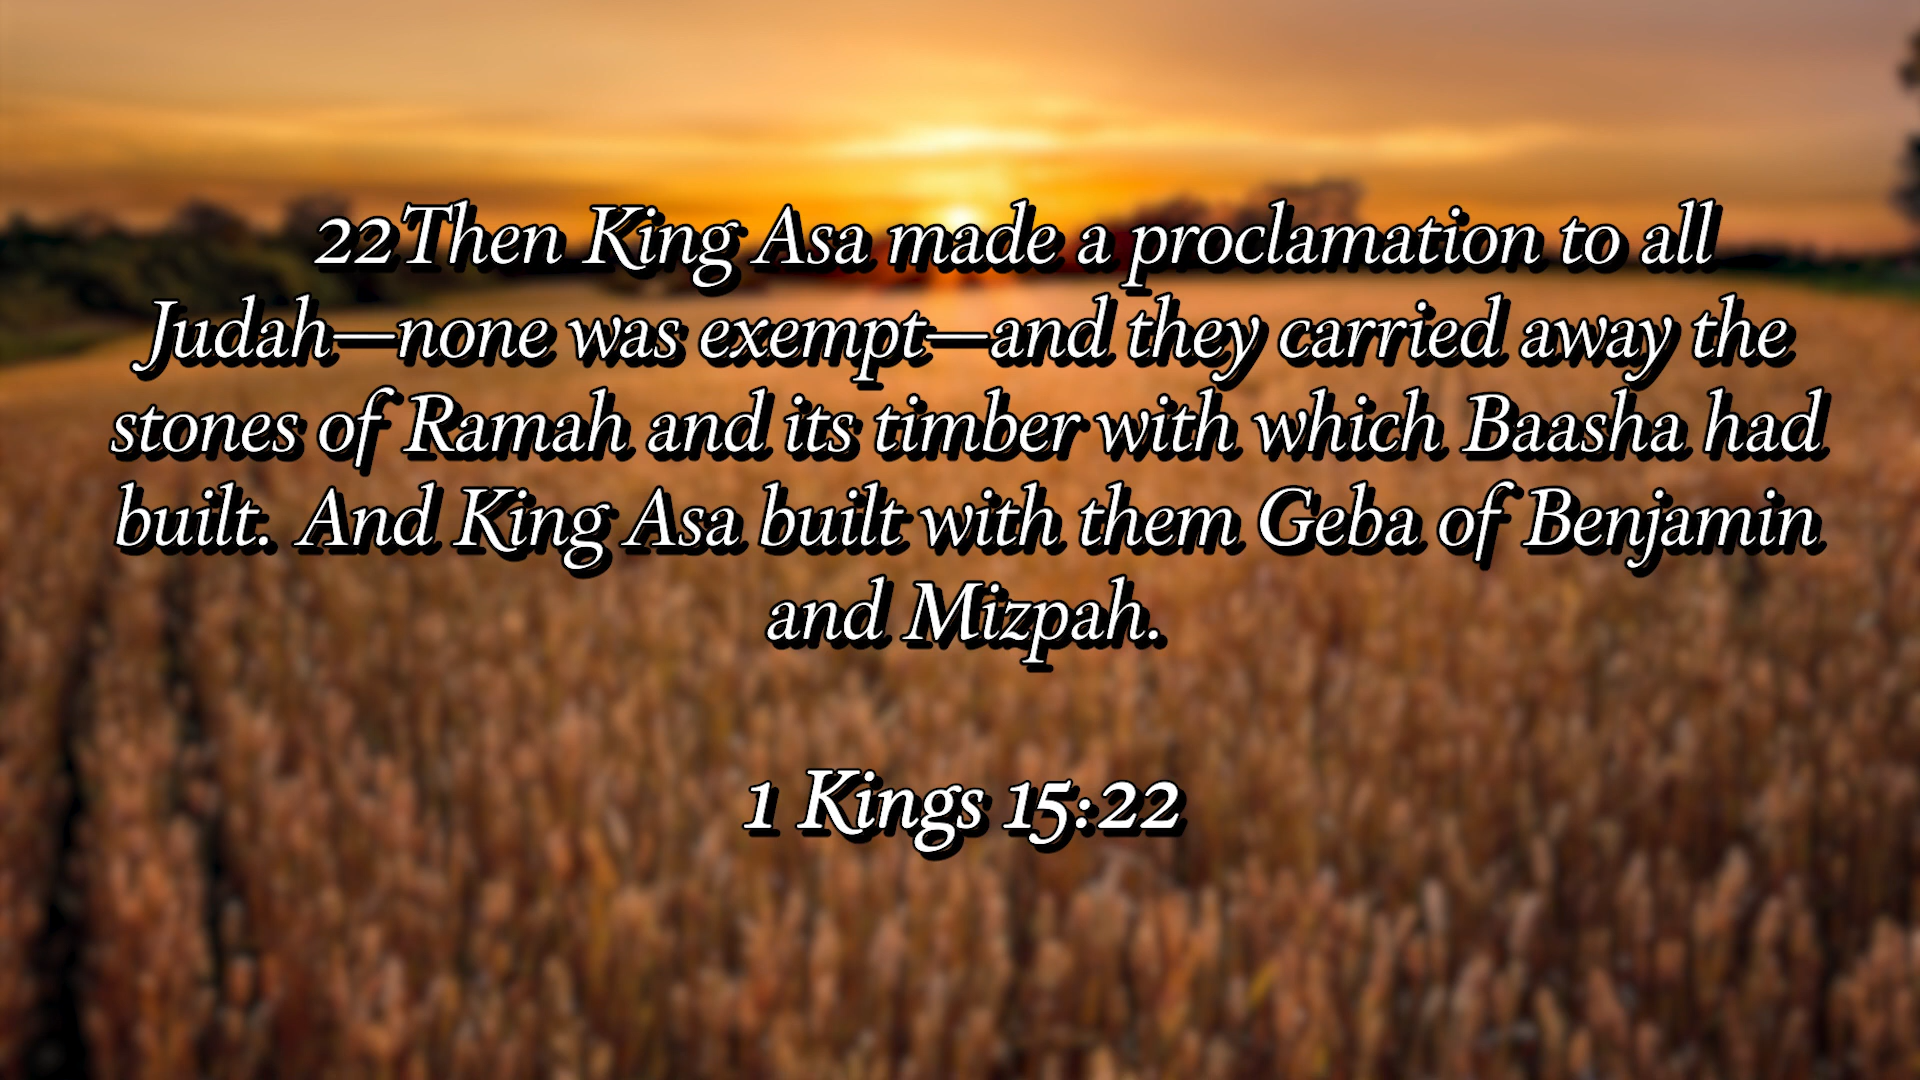 22Then King Asa made a proclamation to all
Judah—none was exempt—and they carried away the
stones of Ramah and its timber with which Baasha had
built. And King Asa built with them Geba of Benjamin
and Mizpah.
1 Kings 15:22